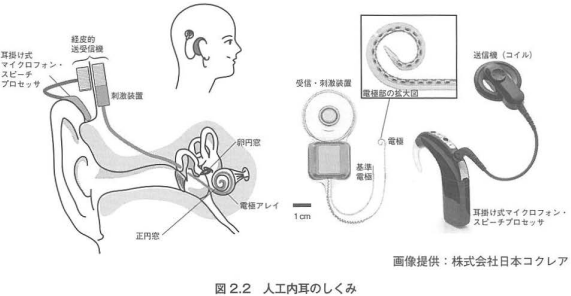 経皮的
送受信機
耳掛け式
マイクロフォン・
スピーチ
プロセッサ
刺激装置
卵円窓
電極アレイ
正円窓
受信・刺激装置
電極部の拡大図
電極
基準
電極
1 cm
送信機（コイル）
耳掛け式マイクロフォン・
スピーチプロセッサ
画像提供：株式会社日本コクレア
図 2.2　人工内耳のしくみ